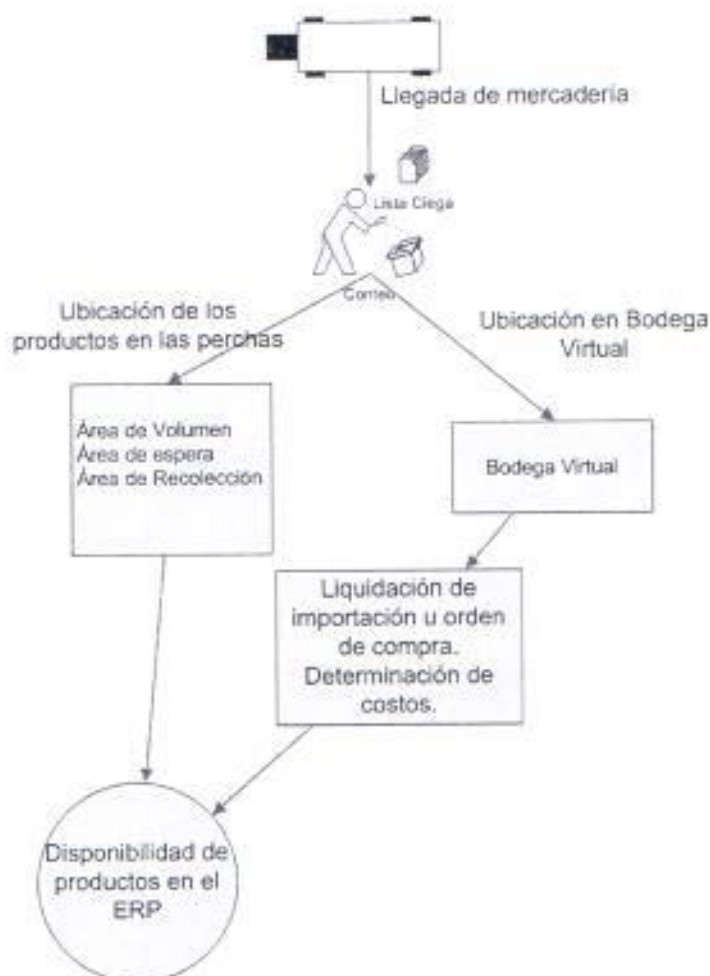 Llegada de mercadería
Lista Ciega
Conteo
Ubicación de los
productos en las perchas
Ubicación en Bodega
Virtual
Área de Volumen
Área de espera
Área de Recolección
Bodega Virtual
Liquidación de
importación u orden
de compra.
Determinación de
costos.
Disponibilidad de
productos en el
ERP